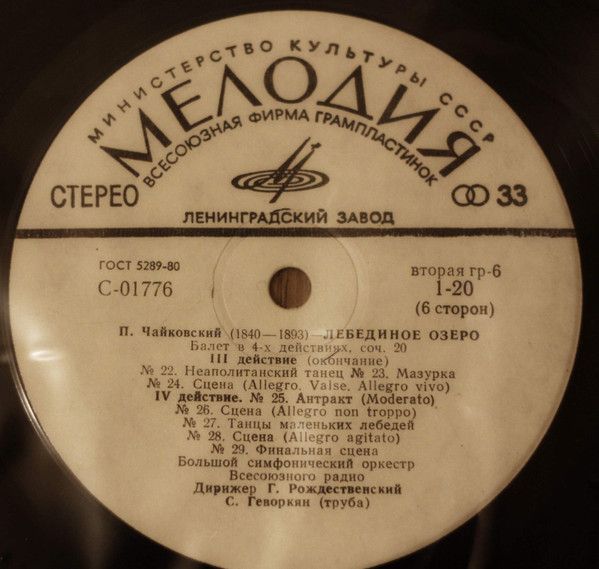 МИНИСТЕРСТВО КУЛЬТУРЫ СССР
МЕЛОДИЯ
ВСЕСОЮЗНАЯ ФИРМА ГРАМПЛАСТИНОК
СТЕРЕО
33
ЛЕНИНГРАДСКИЙ ЗАВОД
ГОСТ 5289-80
С-01776
вторая гр-6
1-20
(6 сторон)
П. Чайковский (1840—1893)—ЛЕБЕДИНОЕ ОЗЕРО
Балет в 4-х действиях, соч. 20
III действие (окончание)
№ 22. Неаполитанский танец № 23. Мазурка
№ 24. Сцена (Allegro. Valse. Allegro vivo)
IV действие. № 25. Антракт (Moderato)
№ 26. Сцена (Allegro non troppo)
№ 27. Танцы маленьких лебедей
№ 28. Сцена (Allegro agitato)
№ 29. Финальная сцена
Большой симфонический оркестр
Всесоюзного радио
Дирижер Г. Рождественский
С. Геворкян (труба)